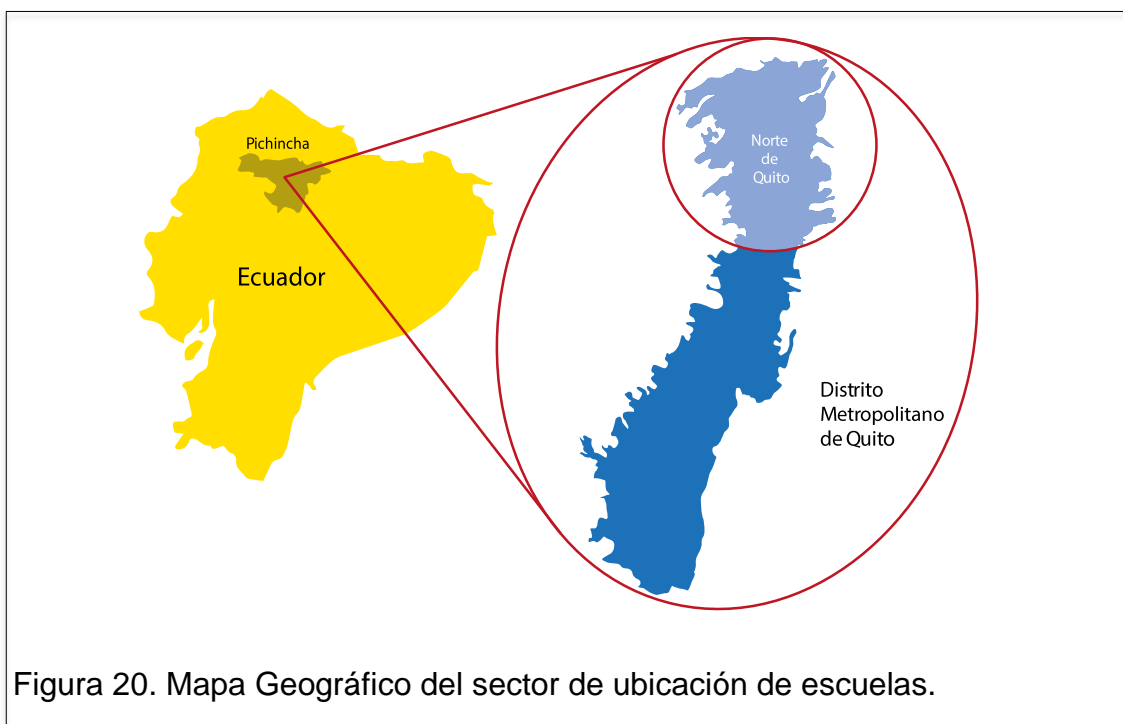 Pichincha
Ecuador
Norte
de
Quito
Distrito
Metropolitano
de Quito
Figura 20. Mapa Geográfico del sector de ubicación de escuelas.